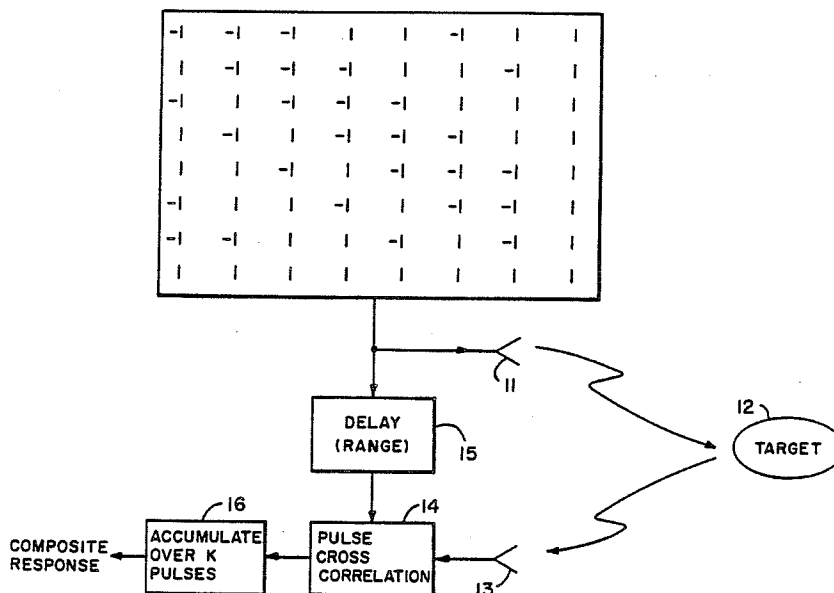 -1 -1 -1 1 1 -1 1 1
1 -1 -1 -1 1 1 -1 1
-1 1 -1 -1 -1 1 1 1
1 -1 1 -1 -1 -1 1 1
1 1 -1 1 -1 -1 -1 1
-1 1 1 -1 1 -1 -1 1
-1 -1 1 1 -1 1 -1 1
1 1 1 1 1 1 1 1
11
DELAY
(RANGE)
15
12
TARGET
16
14
COMPOSITE
RESPONSE
ACCUMULATE
OVER K
PULSES
PULSE
CROSS
CORRELATION
13